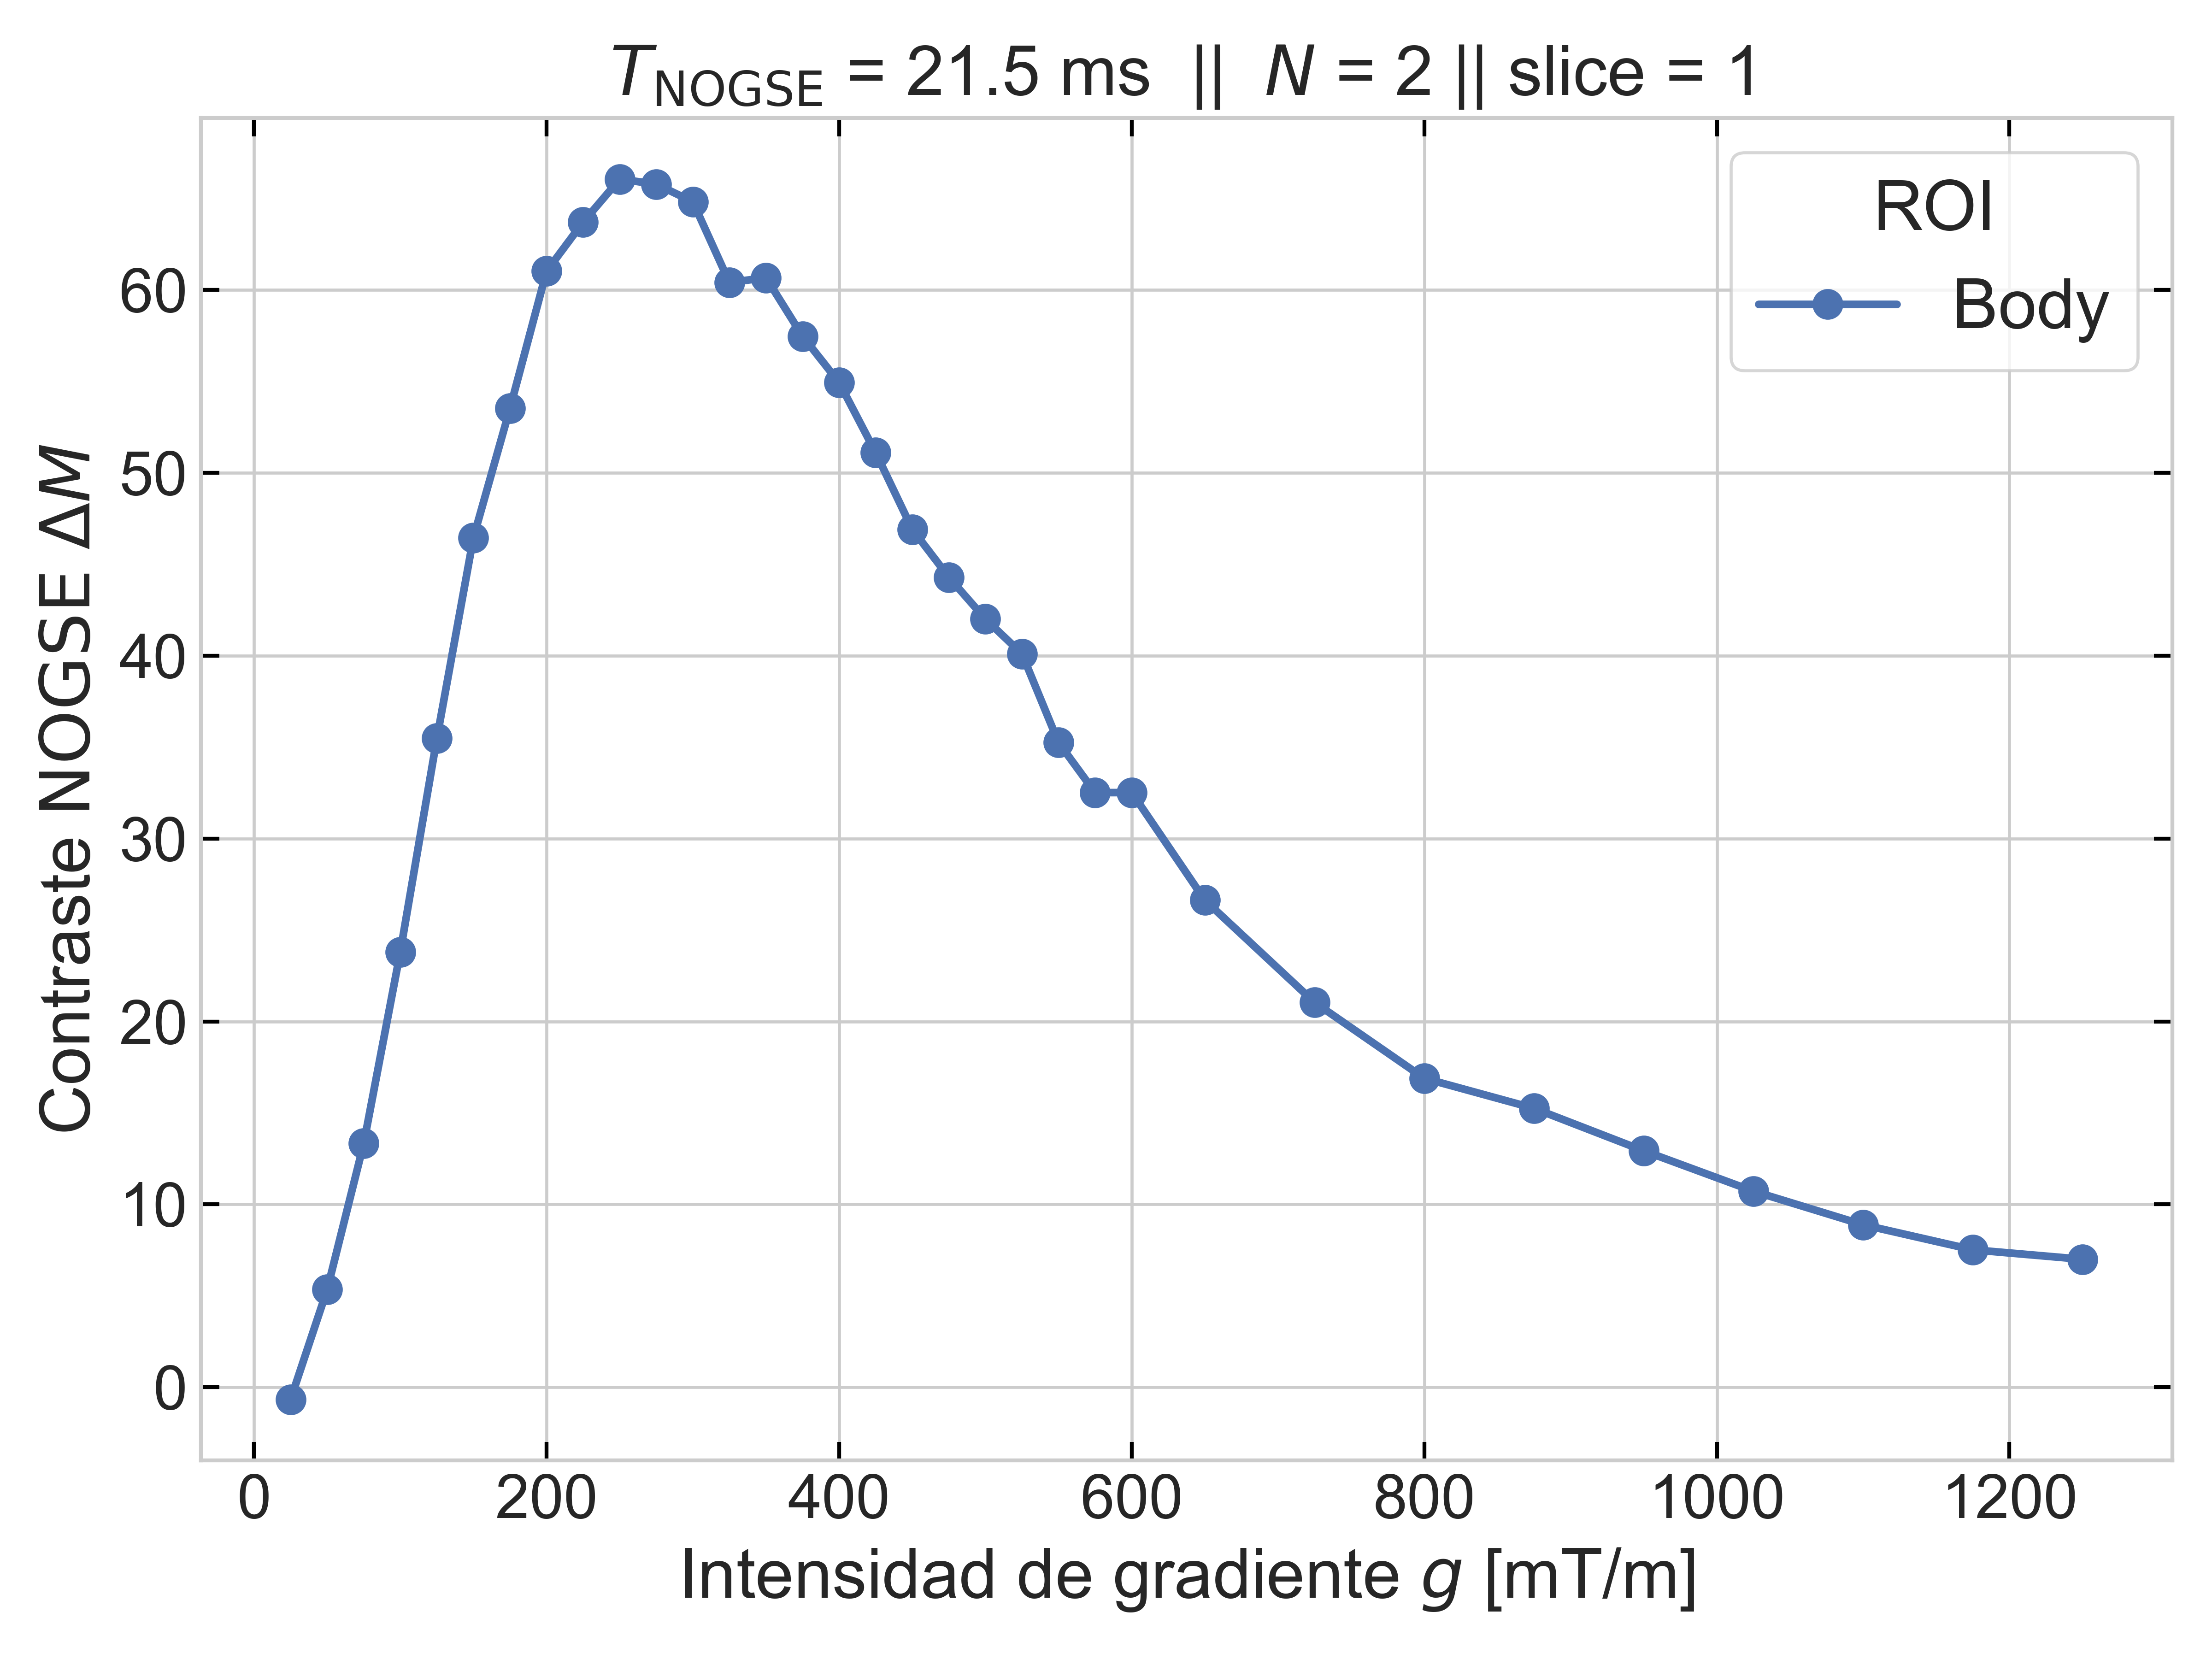 T_NOGSE = 21.5 ms || N = 2 || slice = 1
ROI
Body
Contraste NOGSE ΔM
60
50
40
30
20
10
0
0 200 400 600 800 1000 1200
Intensidad de gradiente g [mT/m]